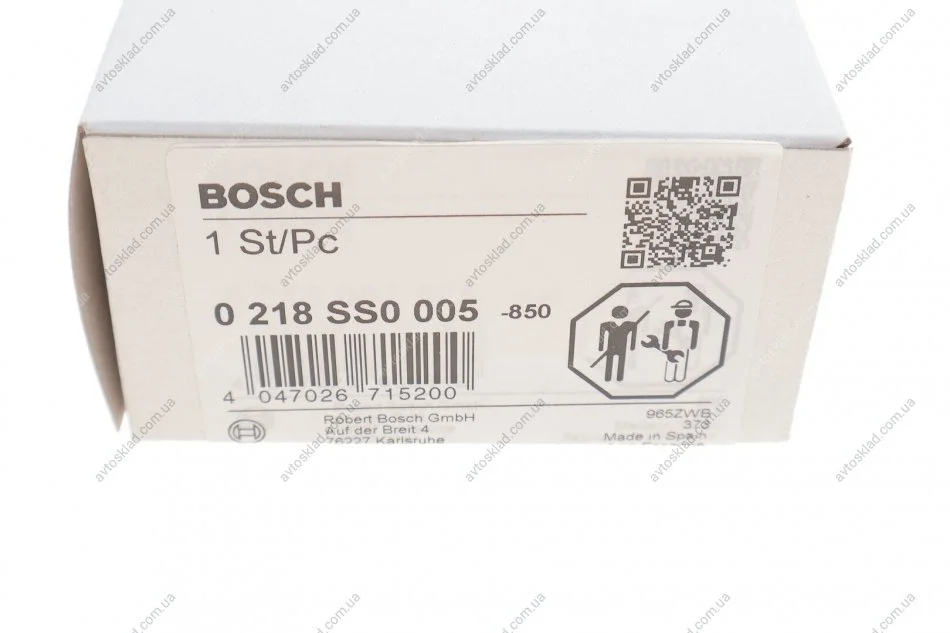 BOSCH
1 St/Pc
0 218 SS0 005 -850
4 047026 715200
Robert Bosch GmbH
Auf der Breit 4
76227 Karlsruhe
965ZWB
373
Made in Spain
avtosklad.com.ua